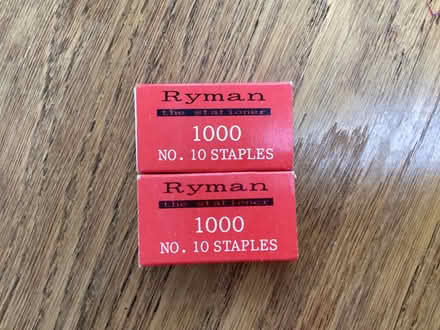 Ryman
the stationer
1000
NO. 10 STAPLES
Ryman
the stationer
1000
NO. 10 STAPLES